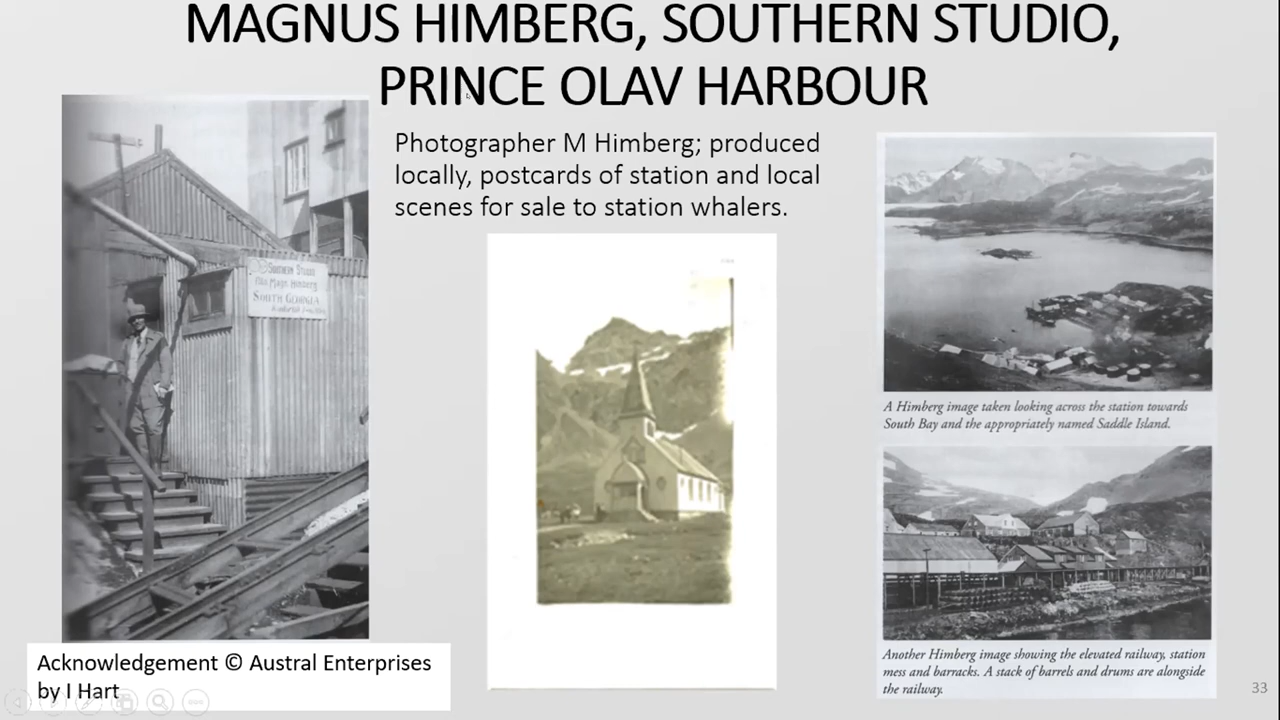 MAGNUS HIMBERG, SOUTHERN STUDIO,
PRINCE OLAV HARBOUR
Photographer M Himberg; produced
locally, postcards of station and local
scenes for sale to station whalers.
SOUTHERN STUDIO
Magn. Himberg
SOUTH GEORGIA
A Himberg image taken looking across the station towards
South Bay and the appropriately named Saddle Island.
Another Himberg image showing the elevated railway, station
mess and barracks. A stack of barrels and drums are alongside
the railway.
Acknowledgement © Austral Enterprises
by I Hart
33